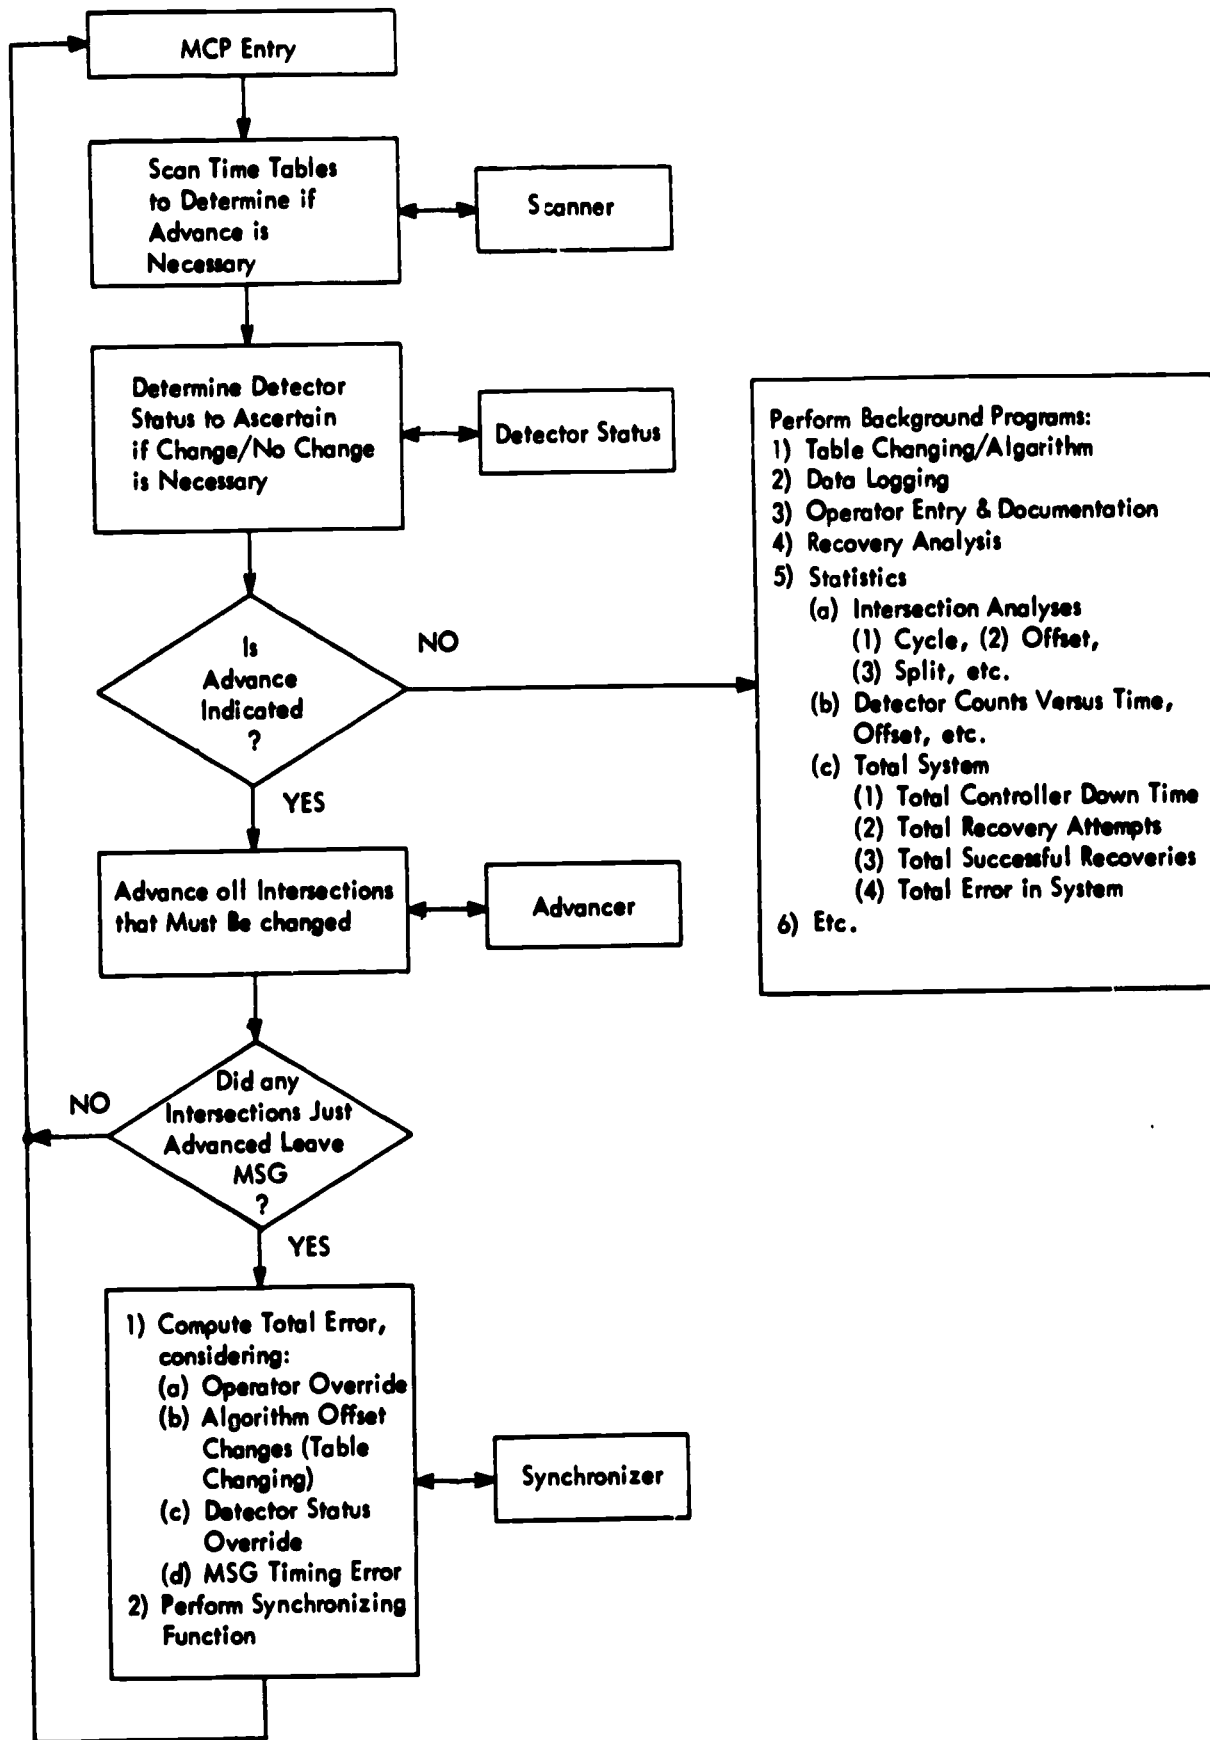 MCP Entry
Scan Time Tables
to Determine if
Advance is
Necessary
Scanner
Determine Detector
Status to Ascertain
if Change/No Change
is Necessary
Detector Status
Is
Advance
Indicated
?
NO
YES
Perform Background Programs:
1) Table Changing/Algarithm
2) Data Logging
3) Operator Entry & Documentation
4) Recovery Analysis
5) Statistics
(a) Intersection Analyses
(1) Cycle, (2) Offset,
(3) Split, etc.
(b) Detector Counts Versus Time,
Offset, etc.
(c) Total System
(1) Total Controller Down Time
(2) Total Recovery Attempts
(3) Total Successful Recoveries
(4) Total Error in System
6) Etc.
Advance all Intersections
that Must Be changed
Advancer
Did any
Intersections Just
Advanced Leave
MSG
?
NO
YES
1) Compute Total Error,
considering:
(a) Operator Override
(b) Algorithm Offset
Changes (Table
Changing)
(c) Detector Status
Override
(d) MSG Timing Error
2) Perform Synchronizing
Function
Synchronizer